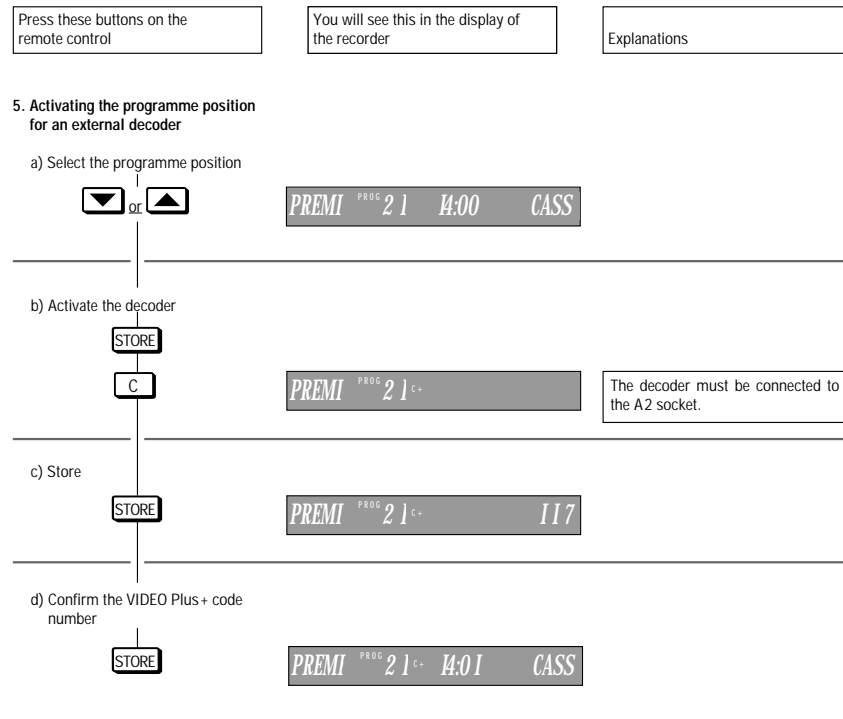 Press these buttons on the
remote control
You will see this in the display of
the recorder
Explanations
5. Activating the programme position
for an external decoder
a) Select the programme position
or
PREMI PROG 2 1 14:00 CASS
b) Activate the decoder
STORE
C
PREMI PROG 2 1 C+
The decoder must be connected to
the A2 socket.
c) Store
STORE
PREMI PROG 2 1 C+ I I 7
d) Confirm the VIDEO Plus+ code
number
STORE
PREMI PROG 2 1 C+ 14:0 I CASS